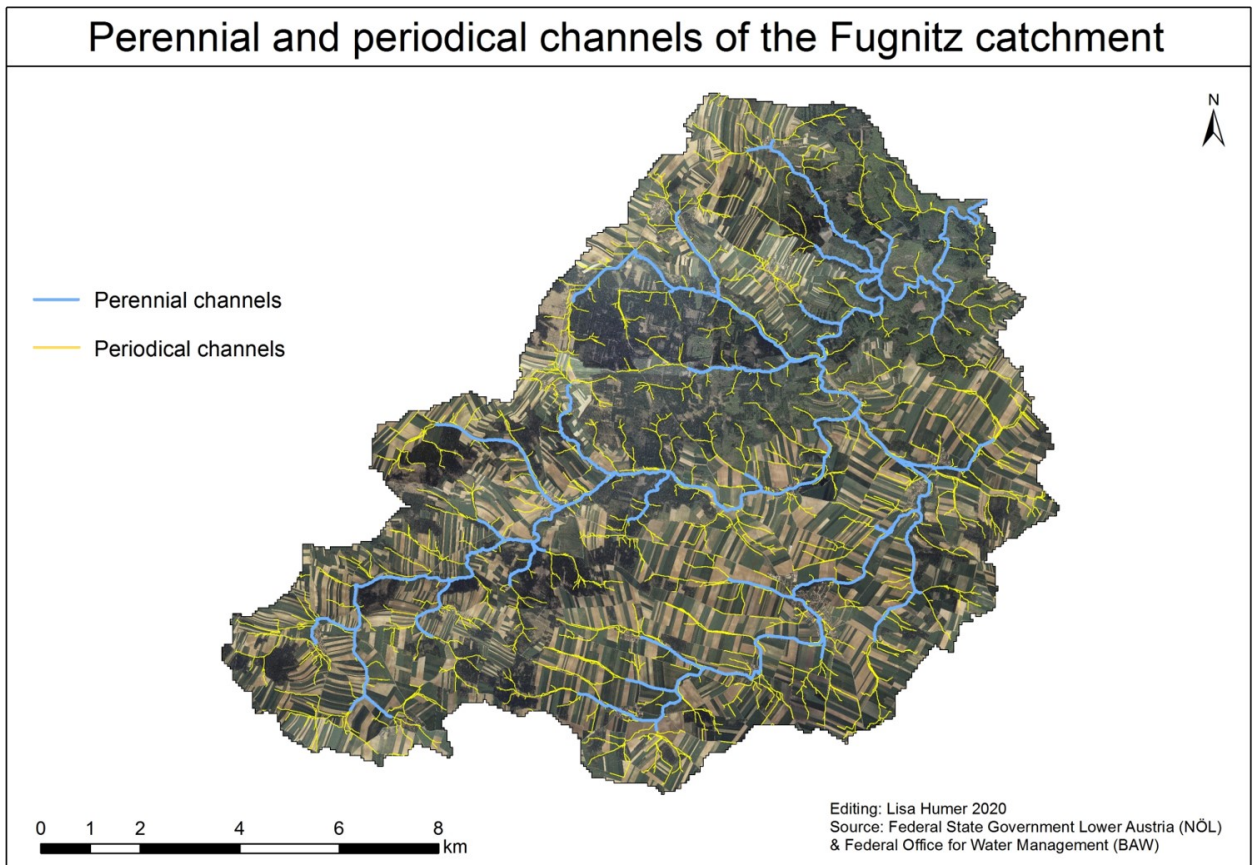 Perennial and periodical channels of the Fugnitz catchment
N
Perennial channels
Periodical channels
0 1 2 4 6 8
km
Editing: Lisa Humer 2020
Source: Federal State Government Lower Austria (NÖL)
& Federal Office for Water Management (BAW)